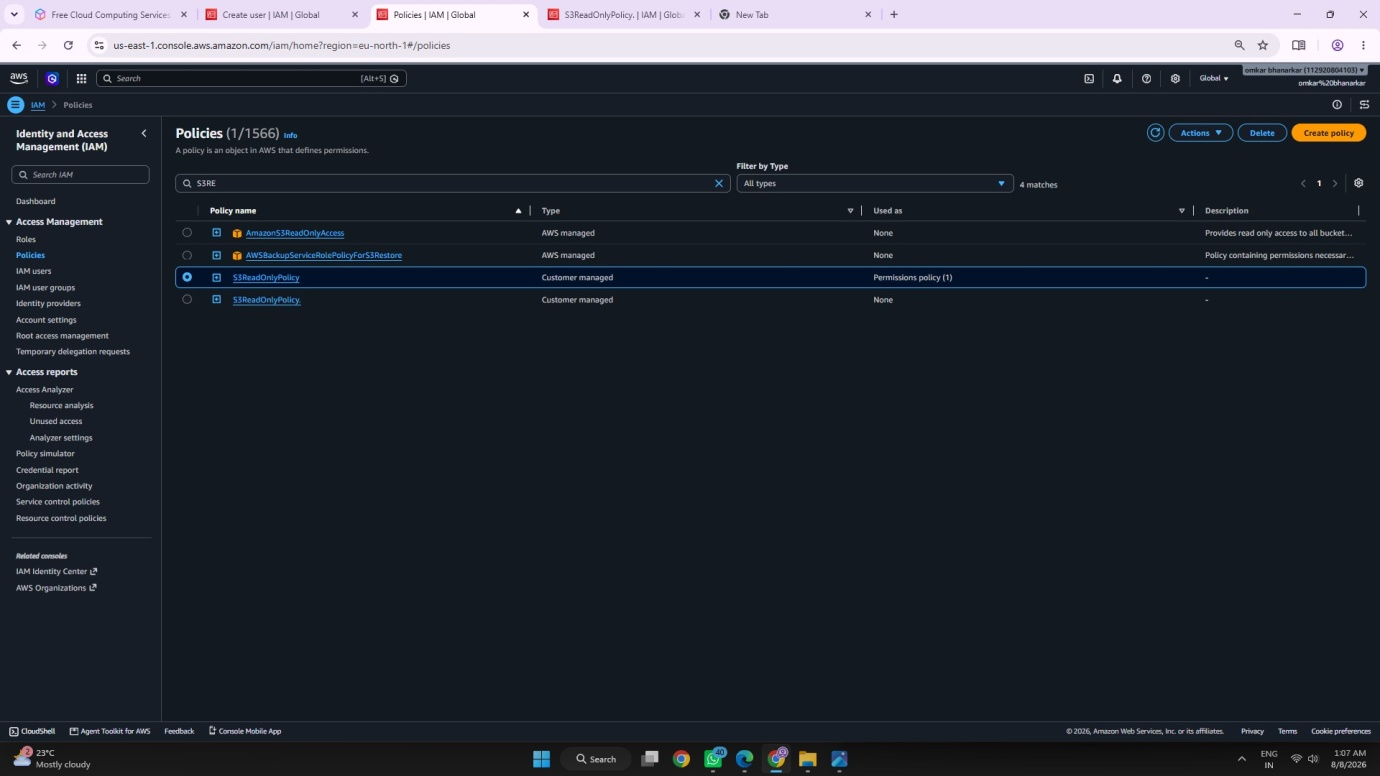 Free Cloud Computing Services
Create user | IAM | Global
Policies | IAM | Global
S3ReadOnlyPolicy. | IAM | Globa
New Tab
us-east-1.console.aws.amazon.com/iam/home?region=eu-north-1#/policies
aws
Search [Alt+S]
Global
omkar bhanarkar (112920804103)
omkar%20bhanarkar
IAM
Policies
Identity and Access
Management (IAM)
Search IAM
Dashboard
Access Management
Roles
Policies
IAM users
IAM user groups
Identity providers
Account settings
Root access management
Temporary delegation requests
Access reports
Access Analyzer
Resource analysis
Unused access
Analyzer settings
Policy simulator
Credential report
Organization activity
Service control policies
Resource control policies
Related consoles
IAM Identity Center
AWS Organizations
Policies (1/1566) Info
A policy is an object in AWS that defines permissions.
Actions
Delete
Create policy
Filter by Type
S3RE
All types
4 matches
1
Policy name Type Used as Description
AmazonS3ReadOnlyAccess AWS managed None Provides read only access to all bucket...
AWSBackupServiceRolePolicyForS3Restore AWS managed None Policy containing permissions necessar...
S3ReadOnlyPolicy Customer managed Permissions policy (1) -
S3ReadOnlyPolicy. Customer managed None -
CloudShell Agent Toolkit for AWS Feedback Console Mobile App
© 2026, Amazon Web Services, Inc. or its affiliates. Privacy Terms Cookie preferences
2
23°C
Mostly cloudy
Search
40
ENG
IN
1:07 AM
8/8/2026